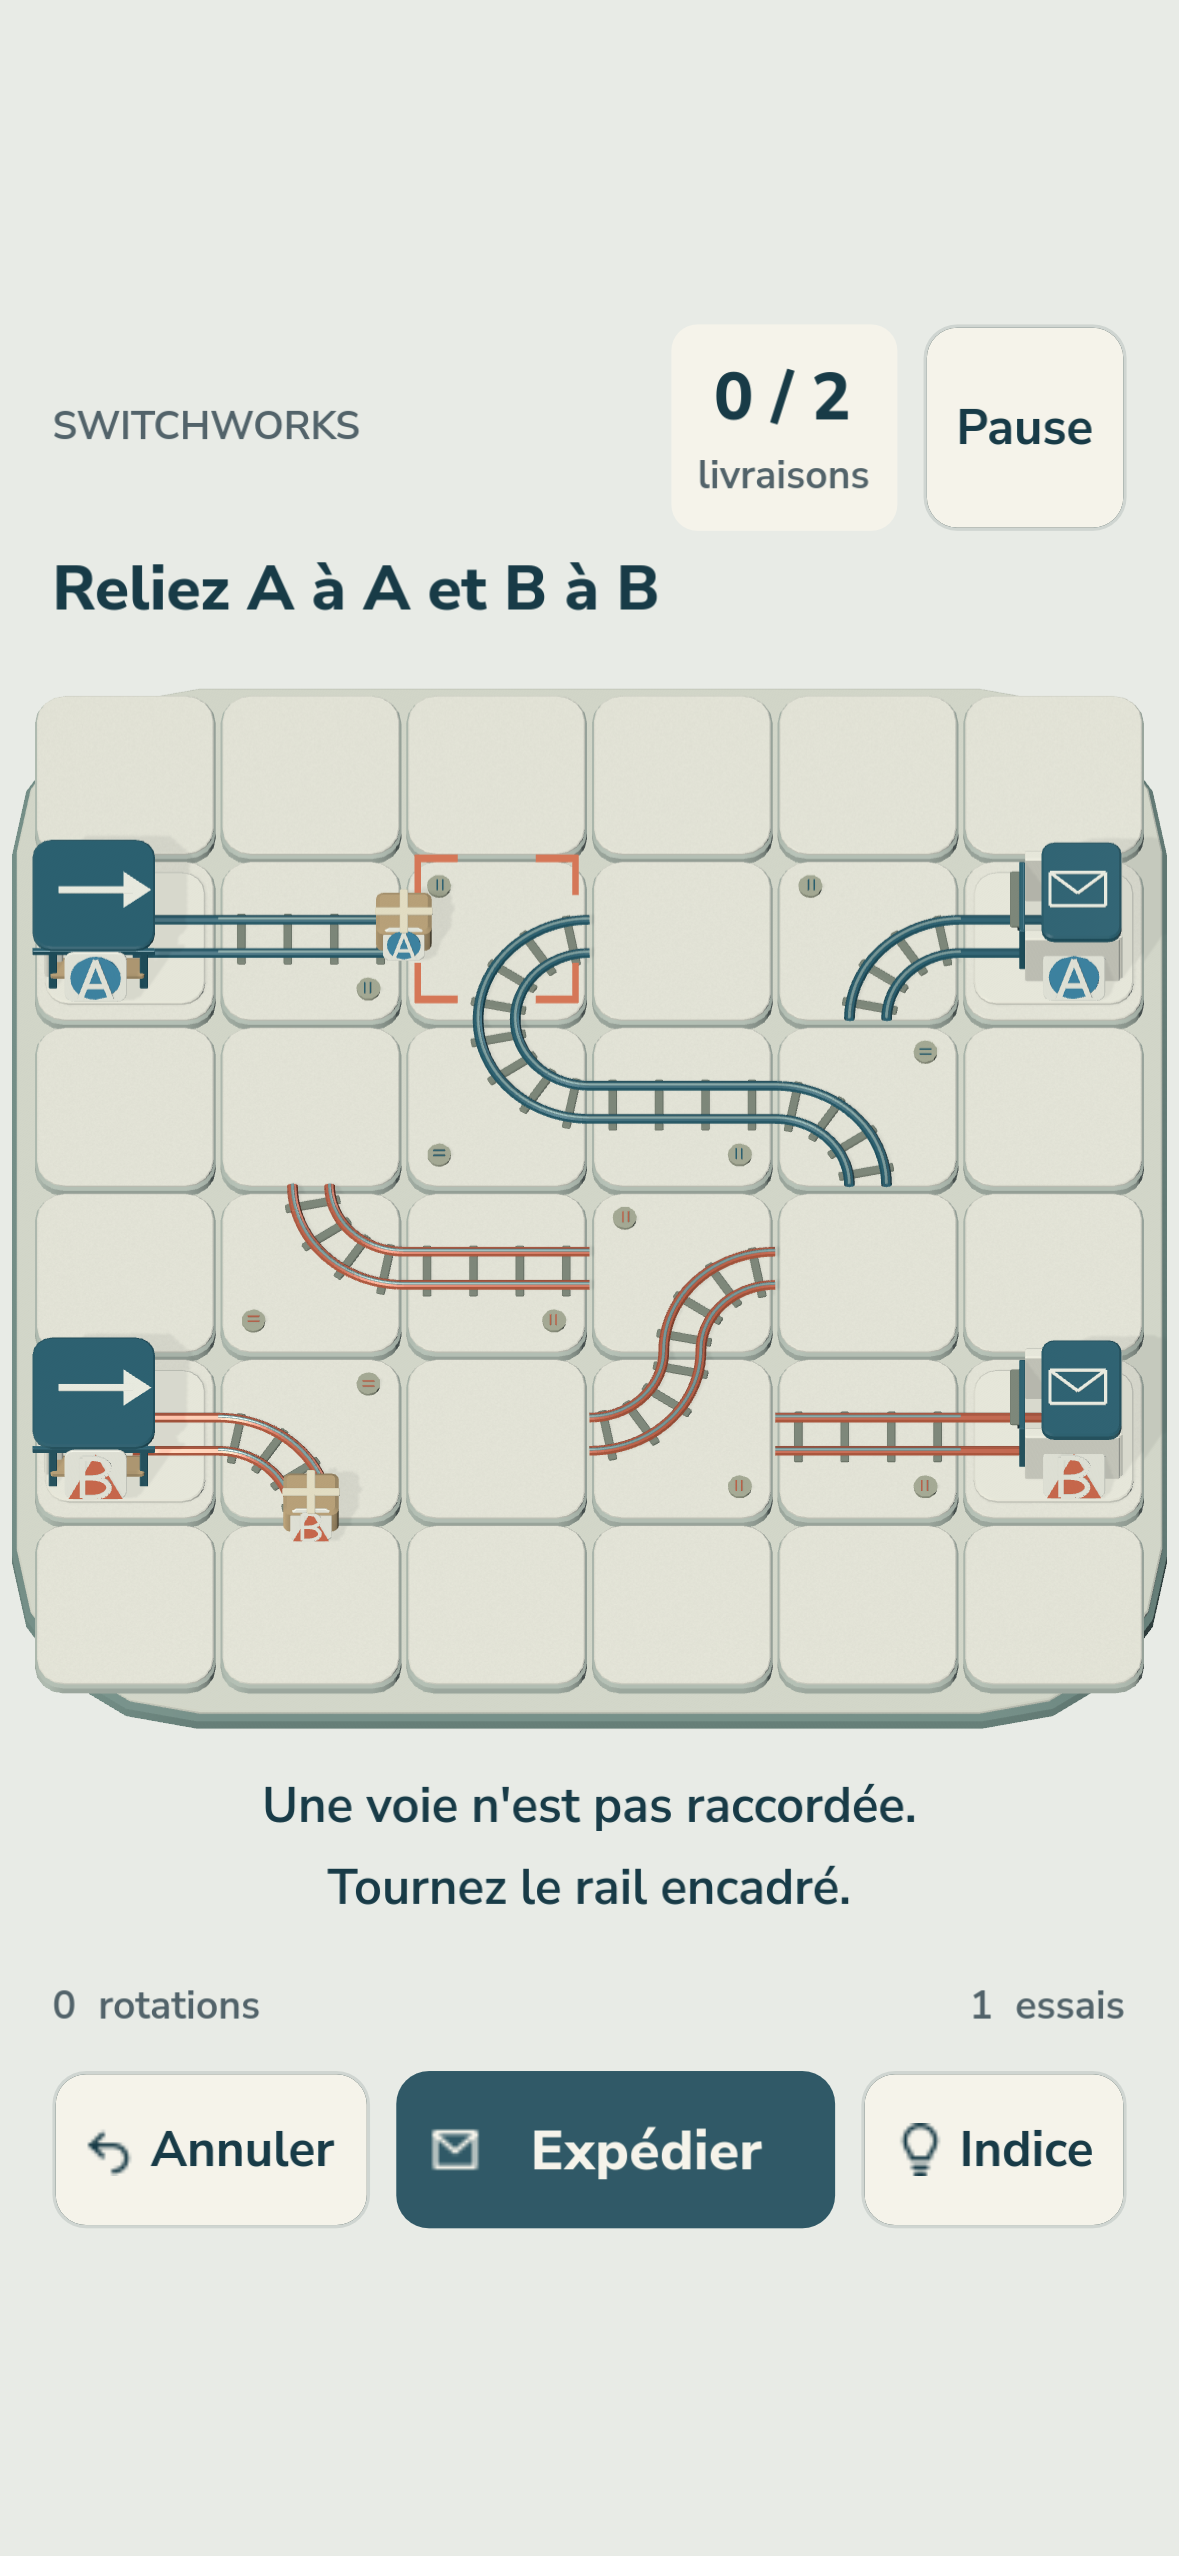 SWITCHWORKS
0 / 2
livraisons
Pause
Reliez A à A et B à B
A
A
A
B
B
B
Une voie n'est pas raccordée.
Tournez le rail encadré.
0 rotations
1 essais
Annuler
Expédier
Indice